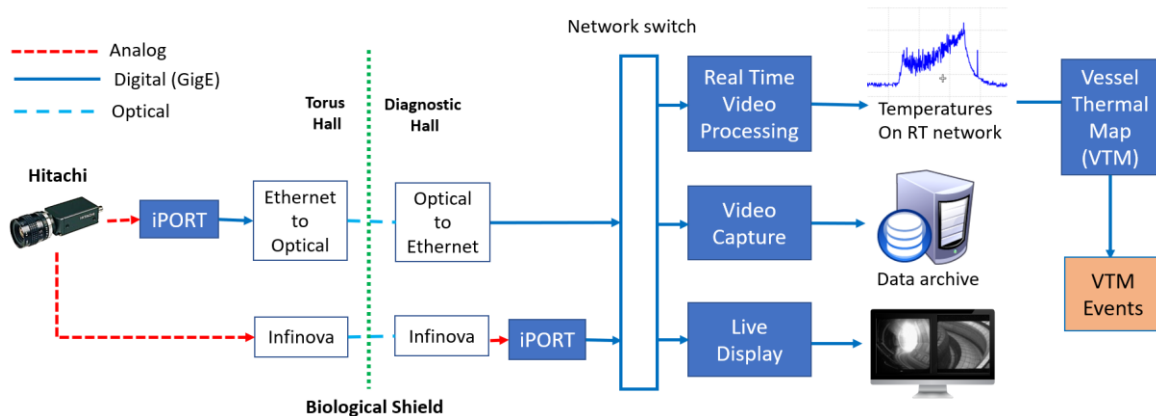 Analog
Digital (GigE)
Optical
Hitachi
iPORT
Ethernet
to
Optical
Torus
Hall
Diagnostic
Hall
Optical
to
Ethernet
Infinova
Infinova
iPORT
Biological Shield
Network switch
Real Time
Video
Processing
Temperatures
On RT network
Vessel
Thermal
Map
(VTM)
Video
Capture
Data archive
VTM
Events
Live
Display